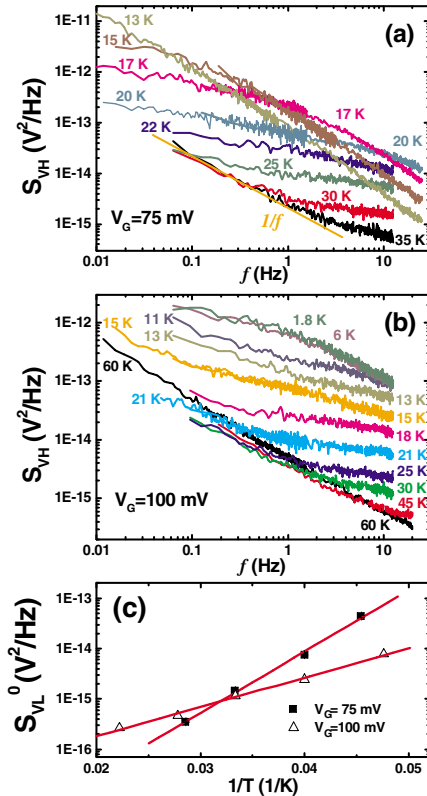 (a)
1E-11
1E-12
1E-13
1E-14
1E-15
S_VH (V²/Hz)
13 K
15 K
17 K
20 K
22 K
25 K
30 K
35 K
17 K
20 K
1/f
V_G=75 mV
0.01 0.1 1 10
f (Hz)
(b)
1E-12
1E-13
1E-14
1E-15
S_VH (V²/Hz)
11 K
13 K
15 K
60 K
21 K
1.8 K
6 K
13 K
15 K
18 K
21 K
25 K
30 K
45 K
60 K
V_G=100 mV
0.01 0.1 1 10
f (Hz)
(c)
1E-13
1E-14
1E-15
1E-16
S_VL⁰ (V²/Hz)
V_G= 75 mV
V_G=100 mV
0.02 0.03 0.04 0.05
1/T (1/K)